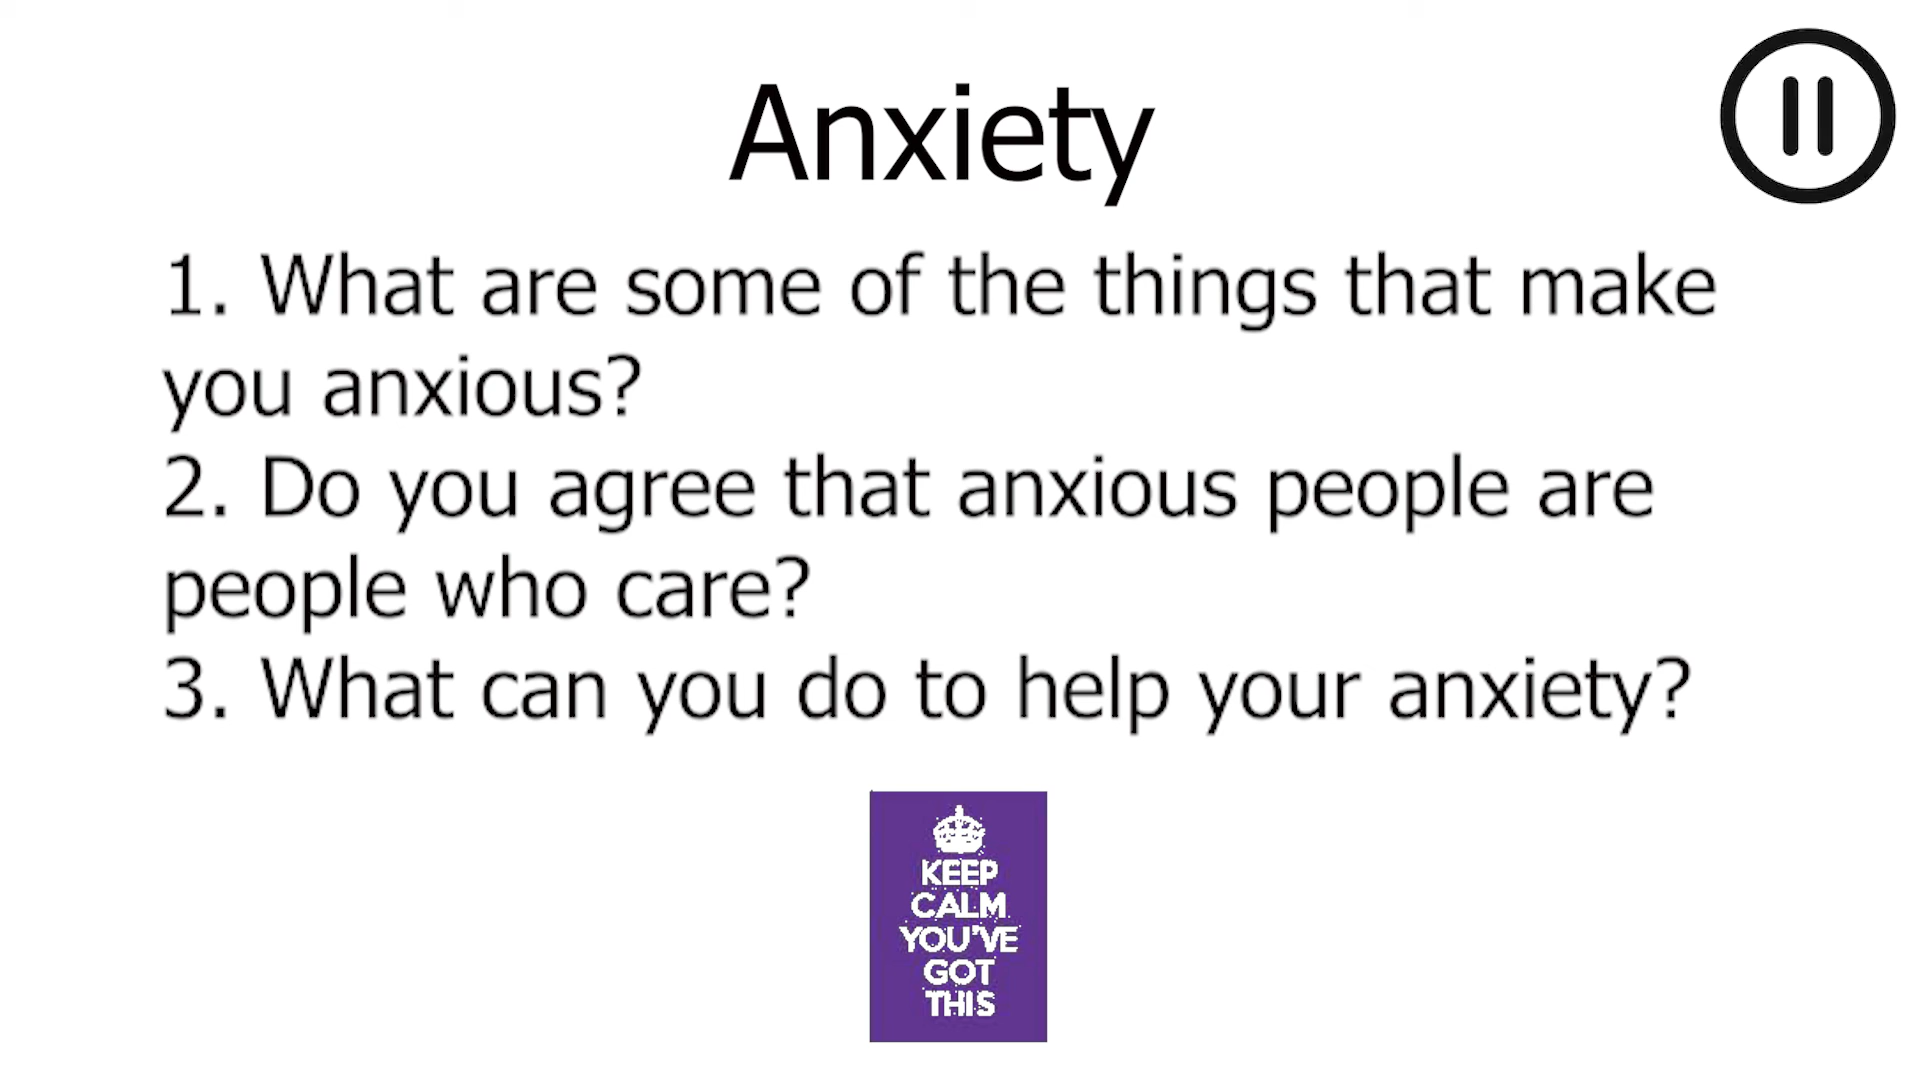 Anxiety
1. What are some of the things that make
you anxious?
2. Do you agree that anxious people are
people who care?
3. What can you do to help your anxiety?
KEEP
CALM
YOU'VE
GOT
THIS